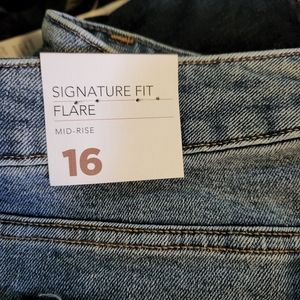 SIGNATURE FIT
FLARE
MID-RISE
16